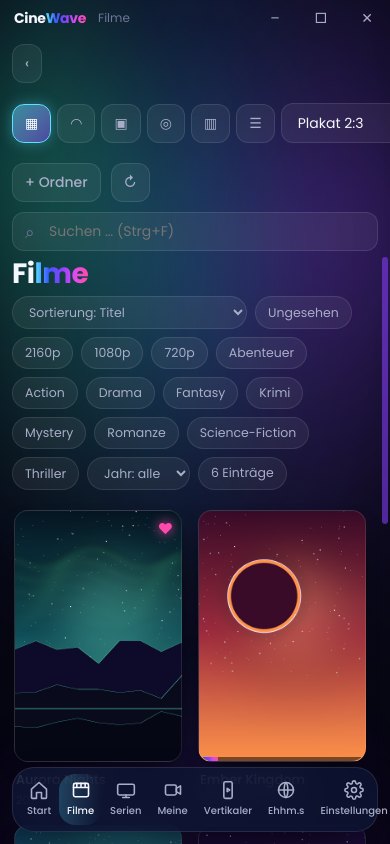 CineWave Filme
Plakat 2:3
+ Ordner
Suchen ... (Strg+F)
Filme
Sortierung: Titel
Ungesehen
2160p 1080p 720p Abenteuer
Action Drama Fantasy Krimi
Mystery Romanze Science-Fiction
Thriller Jahr: alle 6 Einträge
Start Filme Serien Meine Vertikaler Ehhm.s Einstellungen